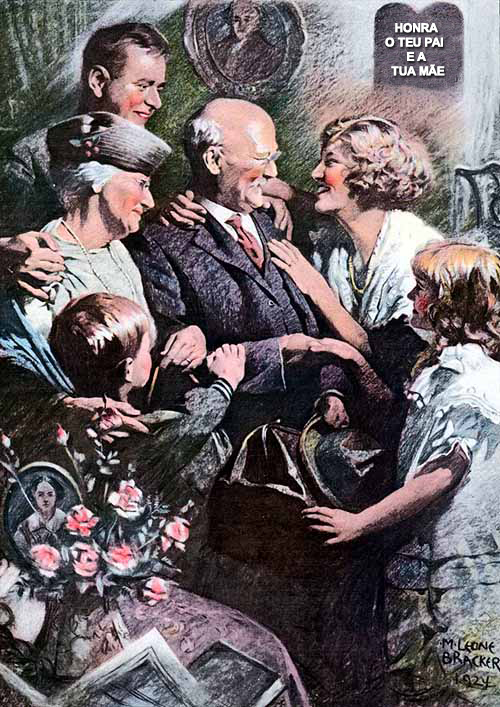 HONRA
O TEU PAI
E A
TUA MÃE
M. LEONE
BRACKER
1924